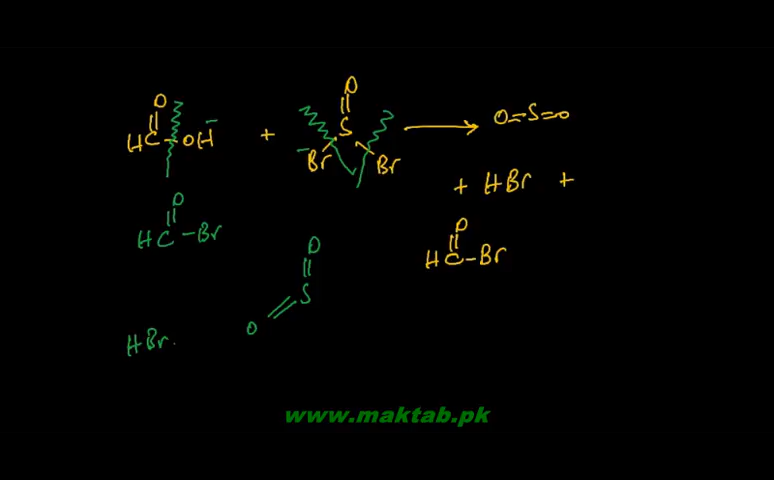 O O
HC-OH + S → O=S=O
Br Br
+ HBr +
O
HC-Br
O
HC-Br
O
S
O
HBr.
www.maktab.pk